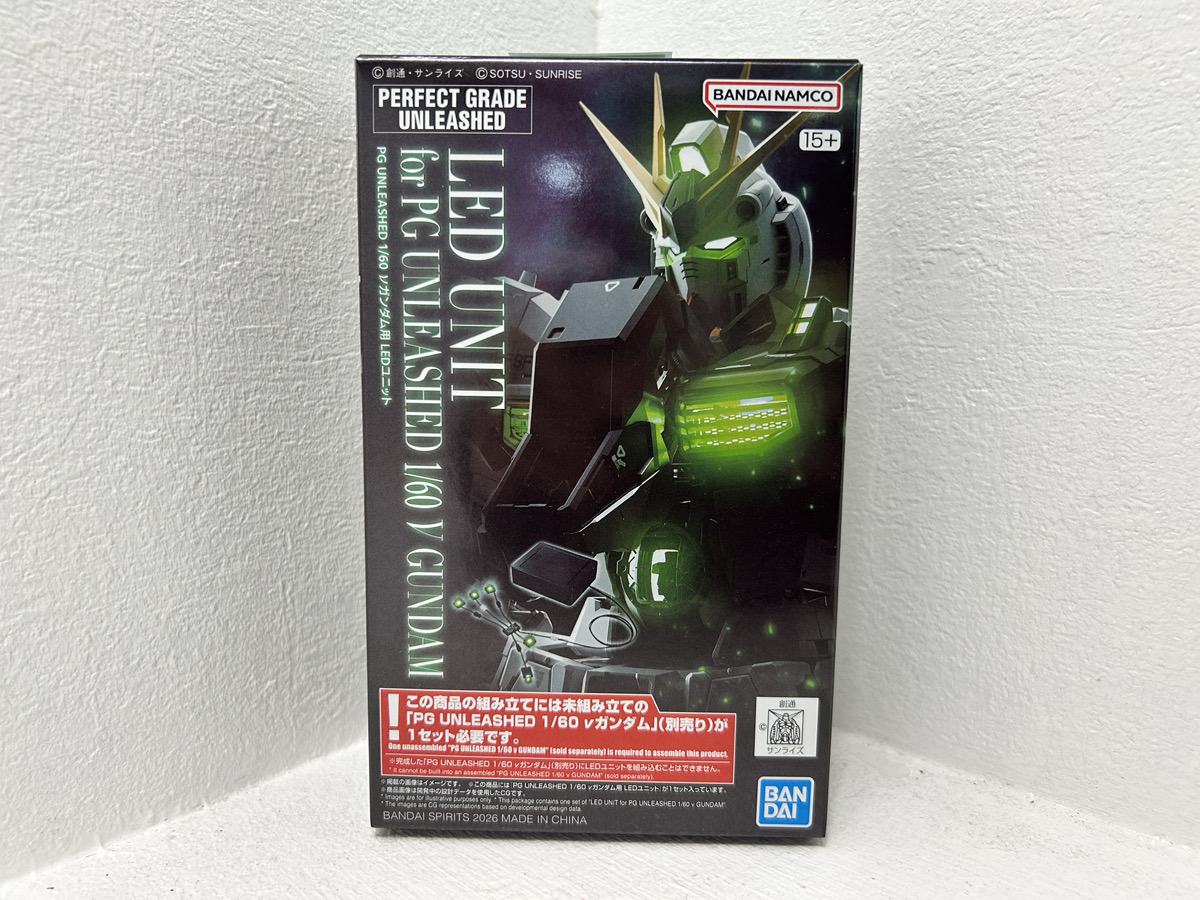 ©創通・サンライズ ©SOTSU・SUNRISE
PERFECT GRADE
UNLEASHED
BANDAI NAMCO
15+
LED UNIT
for PG UNLEASHED 1/60 ν GUNDAM
PG UNLEASHED 1/60 νガンダム用 LEDユニット
!この商品の組み立てには未組み立ての
「PG UNLEASHED 1/60 νガンダム」(別売り)が
1セット必要です。
One unassembled "PG UNLEASHED 1/60 ν GUNDAM" (sold separately) is required to assemble this product.
※完成した「PG UNLEASHED 1/60 νガンダム」(別売り)にLEDユニットを組み込むことはできません。
* It cannot be built into an assembled "PG UNLEASHED 1/60 ν GUNDAM" (sold separately).
※掲載の画像はイメージです。 ※この商品には「PG UNLEASHED 1/60 νガンダム用 LEDユニット」が1セット入っています。
※商品画像は開発中の設計データを使用したCGです。
* Images are for illustrative purposes only. * This package contains one set of "LED UNIT for PG UNLEASHED 1/60 ν GUNDAM".
* The images are CG representations based on developmental design data.
BANDAI SPIRITS 2026 MADE IN CHINA
創通
©
サンライズ
BAN
DAI